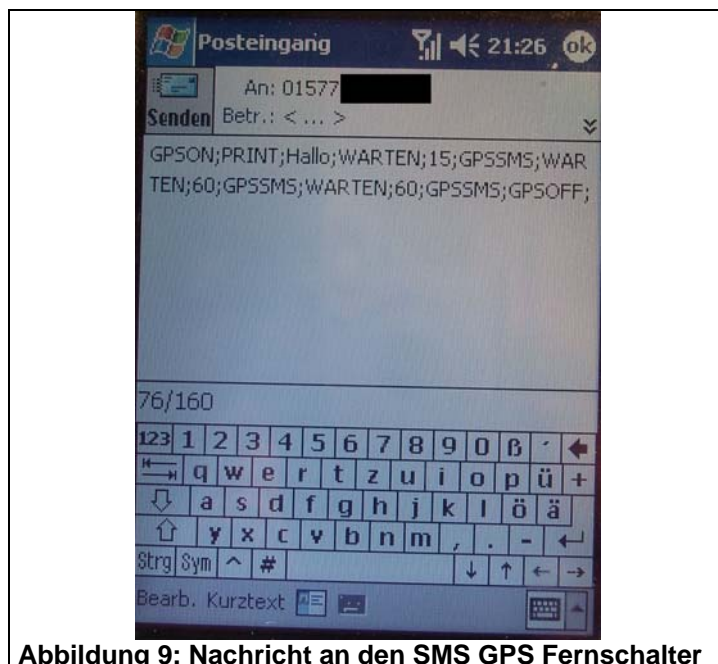 Posteingang 21:26 ok
An: 01577
Senden Betr.: < ... >
GPSON;PRINT;Hallo;WARTEN;15;GPSSMS;WAR
TEN;60;GPSSMS;WARTEN;60;GPSSMS;GPSOFF;
76/160
123 1 2 3 4 5 6 7 8 9 0 ß ´
q w e r t z u i o p ü +
a s d f g h j k l ö ä
y x c v b n m , . -
Strg Sym ^ # ↓ ↑ ← →
Bearb. Kurztext
Abbildung 9: Nachricht an den SMS GPS Fernschalter